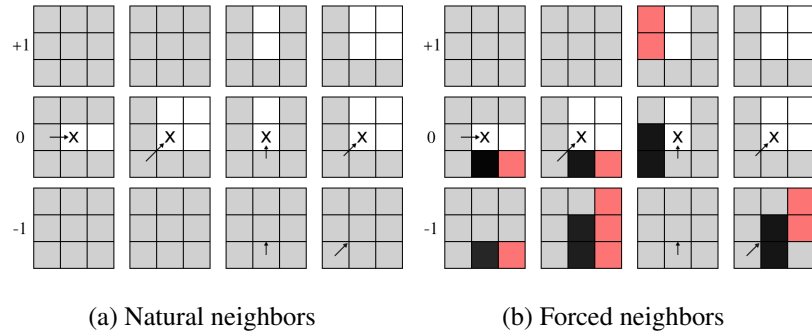 +1
+1
0 X X X X
0 X X X X
-1
-1
(a) Natural neighbors
(b) Forced neighbors